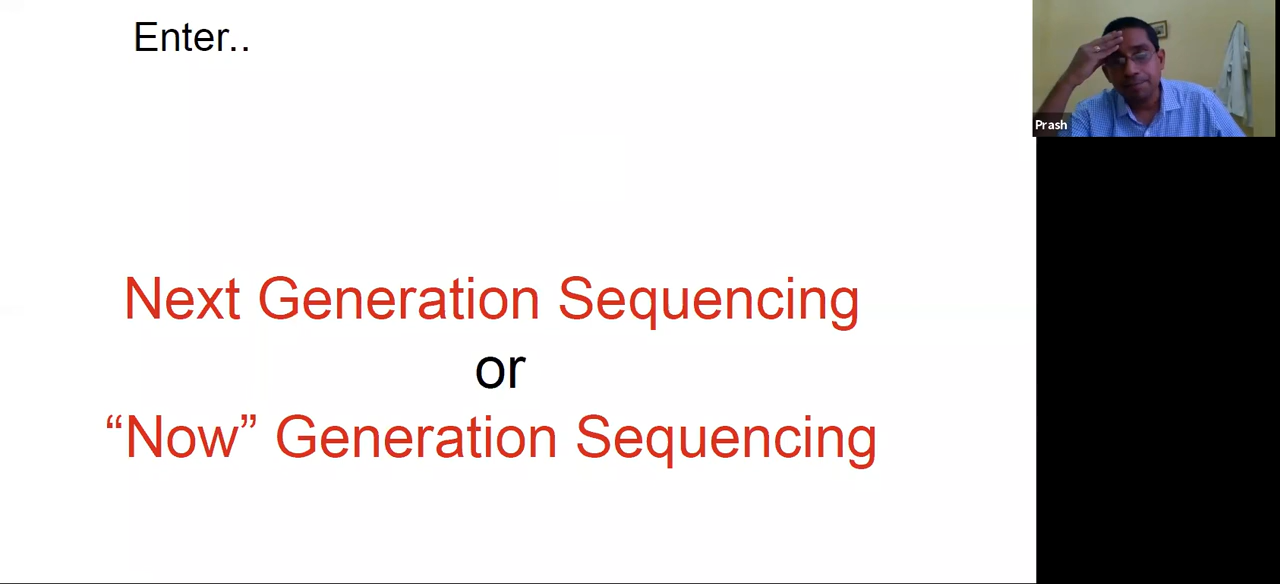 Enter..
Prash
Next Generation Sequencing
or
“Now” Generation Sequencing